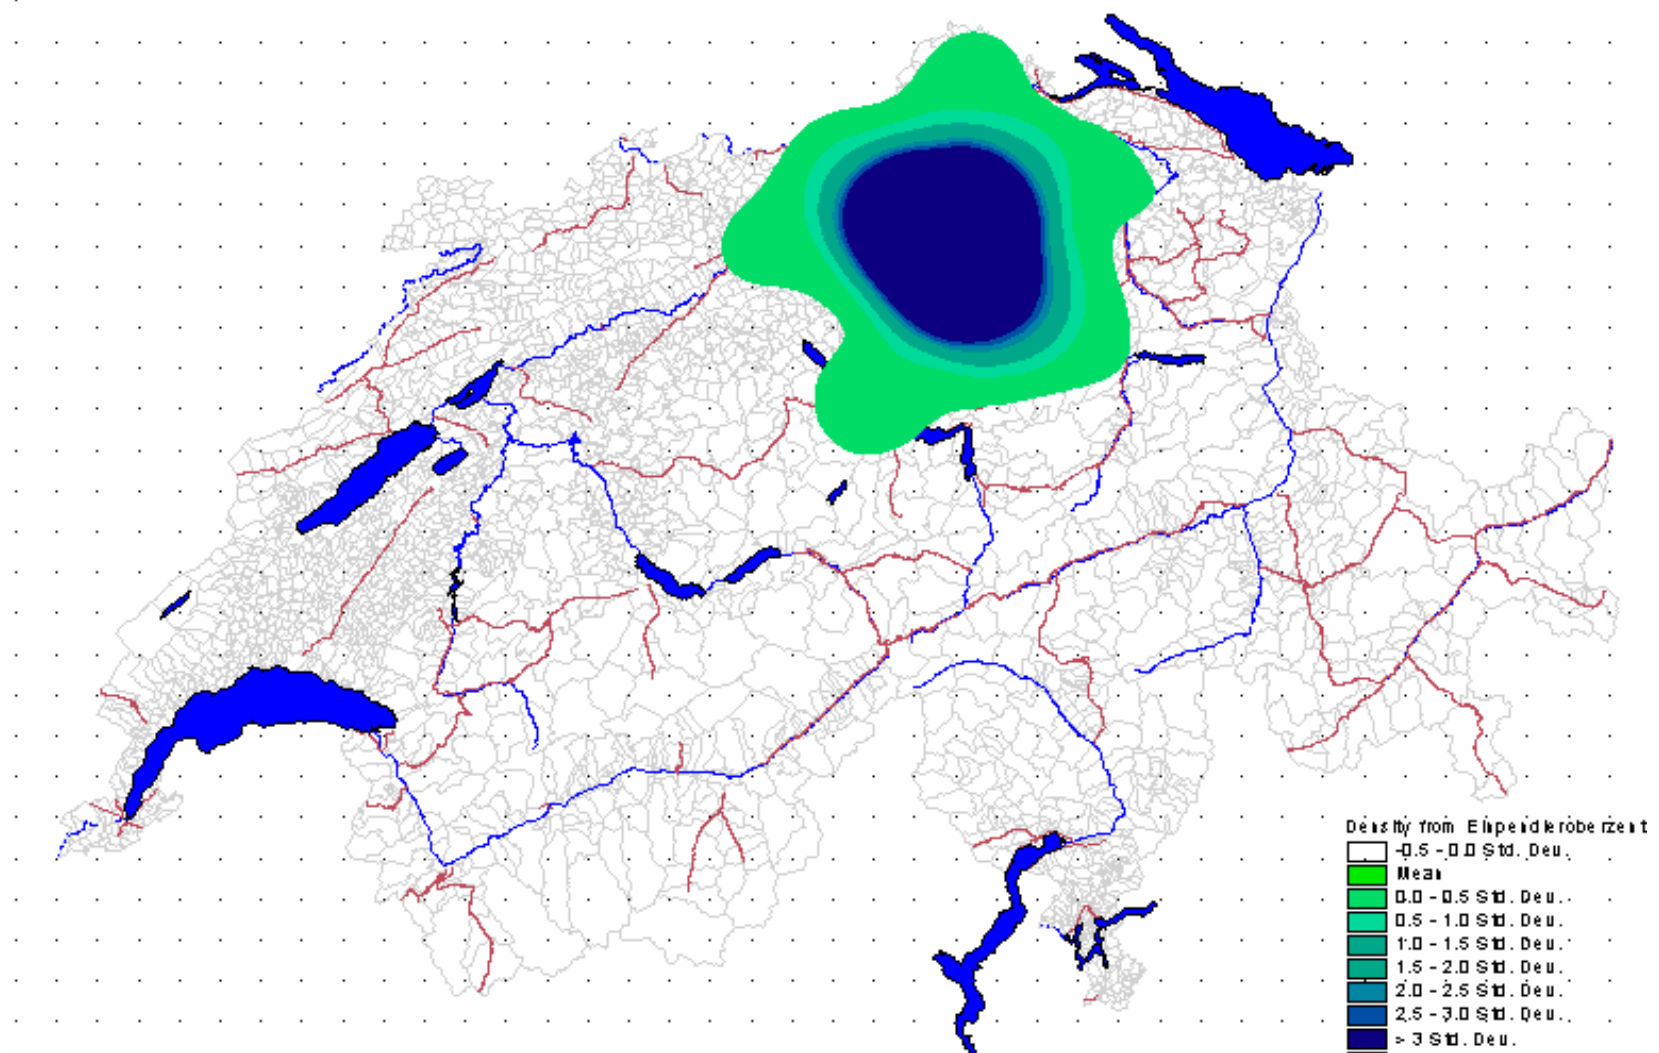 Density from Einpendleroberzent
-0.5 - 0.0 Std. Dev.
Mean
0.0 - 0.5 Std. Dev.
0.5 - 1.0 Std. Dev.
1.0 - 1.5 Std. Dev.
1.5 - 2.0 Std. Dev.
2.0 - 2.5 Std. Dev.
2.5 - 3.0 Std. Dev.
> 3 Std. Dev.